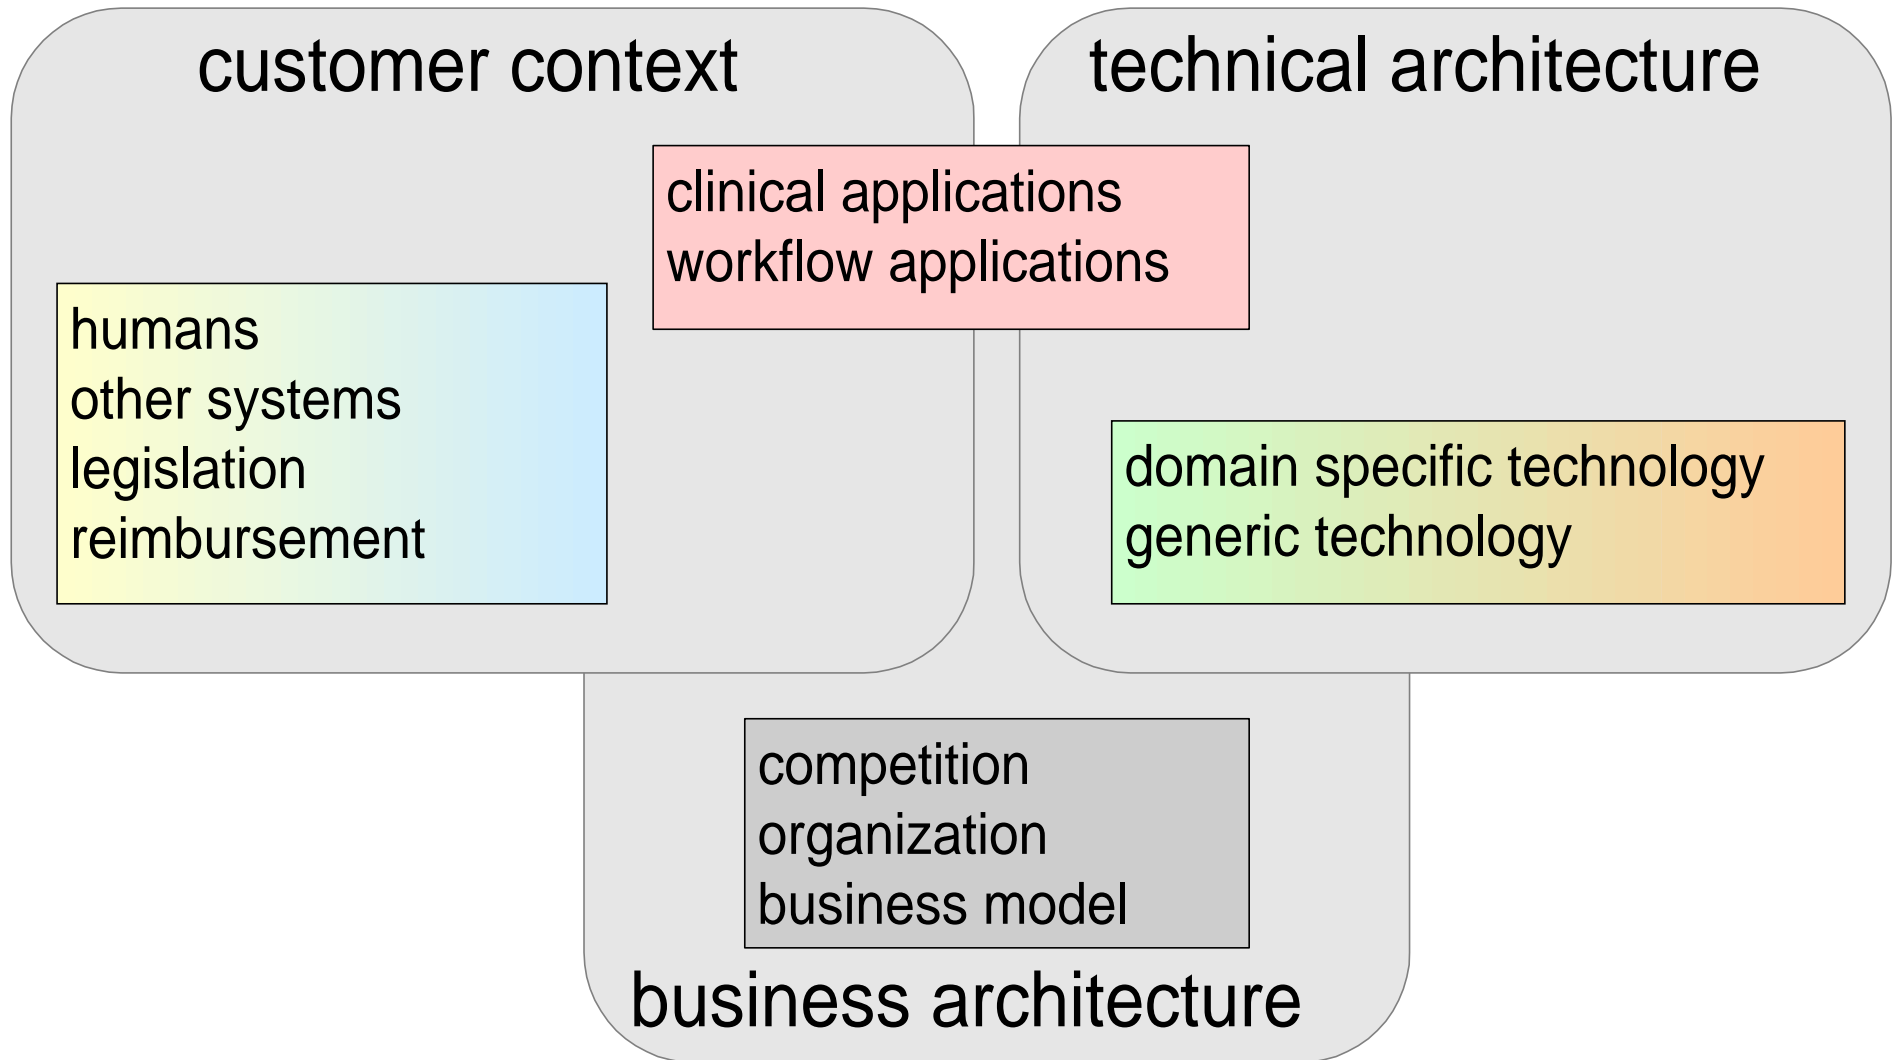 customer context
technical architecture
clinical applications
workflow applications
humans
other systems
legislation
reimbursement
domain specific technology
generic technology
competition
organization
business model
business architecture